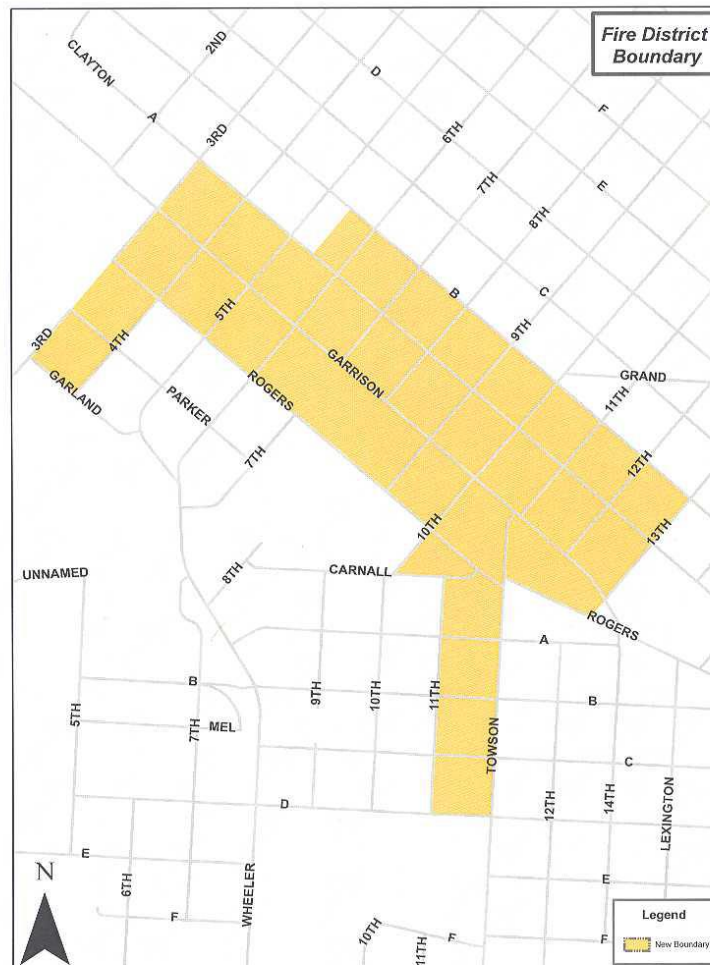 Fire District
Boundary
CLAYTON
2ND
D
A
3RD
6TH
F
7TH
E
8TH
B
C
9TH
5TH
3RD
4TH
GARRISON
GRAND
GARLAND
PARKER
ROGERS
11TH
7TH
12TH
10TH
13TH
8TH
CARNALL
UNNAMED
ROGERS
A
B
9TH
10TH
11TH
B
5TH
7TH
MEL
TOWSON
C
D
12TH
14TH
LEXINGTON
E
6TH
WHEELER
E
N
F
10TH
11TH
F
F
Legend
New Boundary